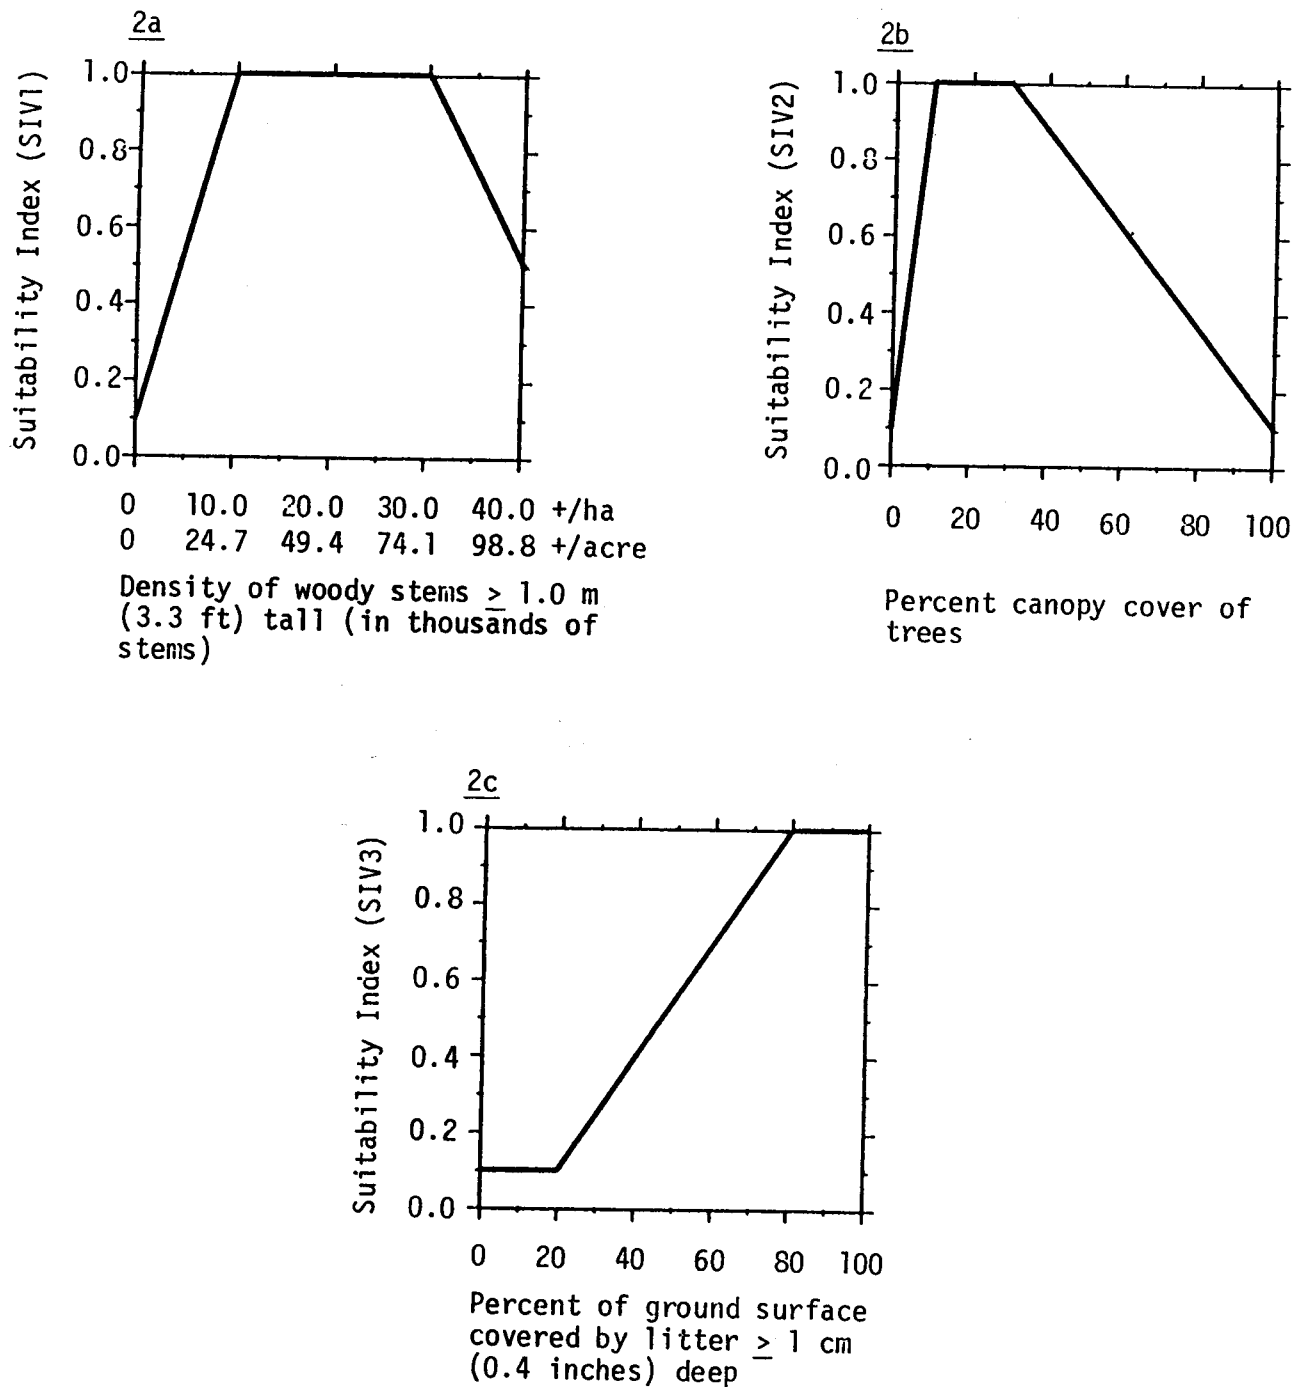 2a
Suitability Index (SIV1)
1.0
0.8
0.6
0.4
0.2
0.0
0 10.0 20.0 30.0 40.0 +/ha
0 24.7 49.4 74.1 98.8 +/acre
Density of woody stems ≥ 1.0 m
(3.3 ft) tall (in thousands of
stems)
2b
Suitability Index (SIV2)
1.0
0.8
0.6
0.4
0.2
0.0
0 20 40 60 80 100
Percent canopy cover of
trees
2c
Suitability Index (SIV3)
1.0
0.8
0.6
0.4
0.2
0.0
0 20 40 60 80 100
Percent of ground surface
covered by litter ≥ 1 cm
(0.4 inches) deep